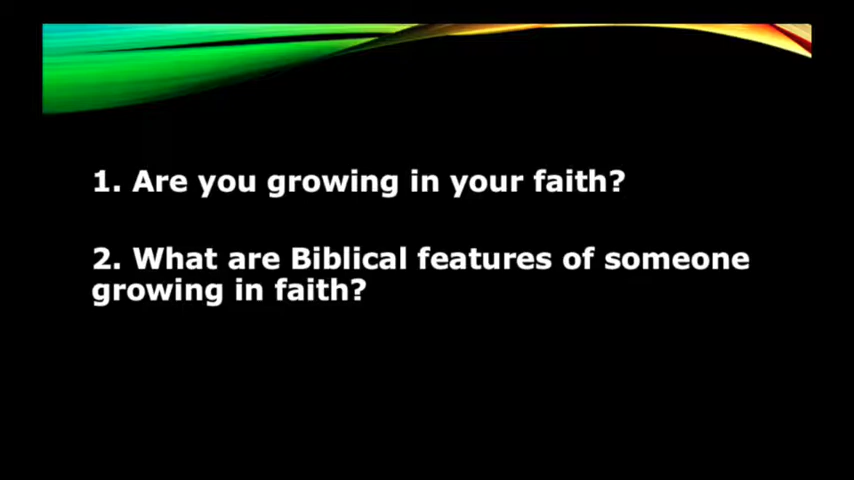 1. Are you growing in your faith?
2. What are Biblical features of someone
growing in faith?